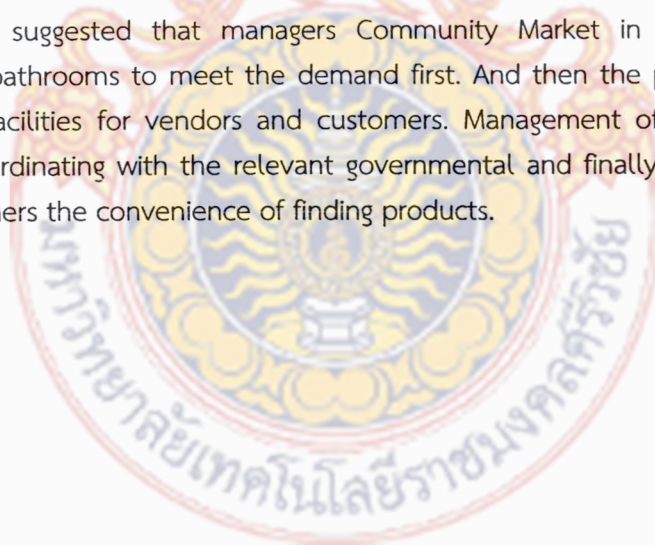 suggested that managers Community Market in
bathrooms to meet the demand first. And then the
facilities for vendors and customers. Management of
rdinating with the relevant governmental and finally
ers the convenience of finding products.
มหาวิทยาลัยเทคโนโลยีราชมงคลศรีวิชัย